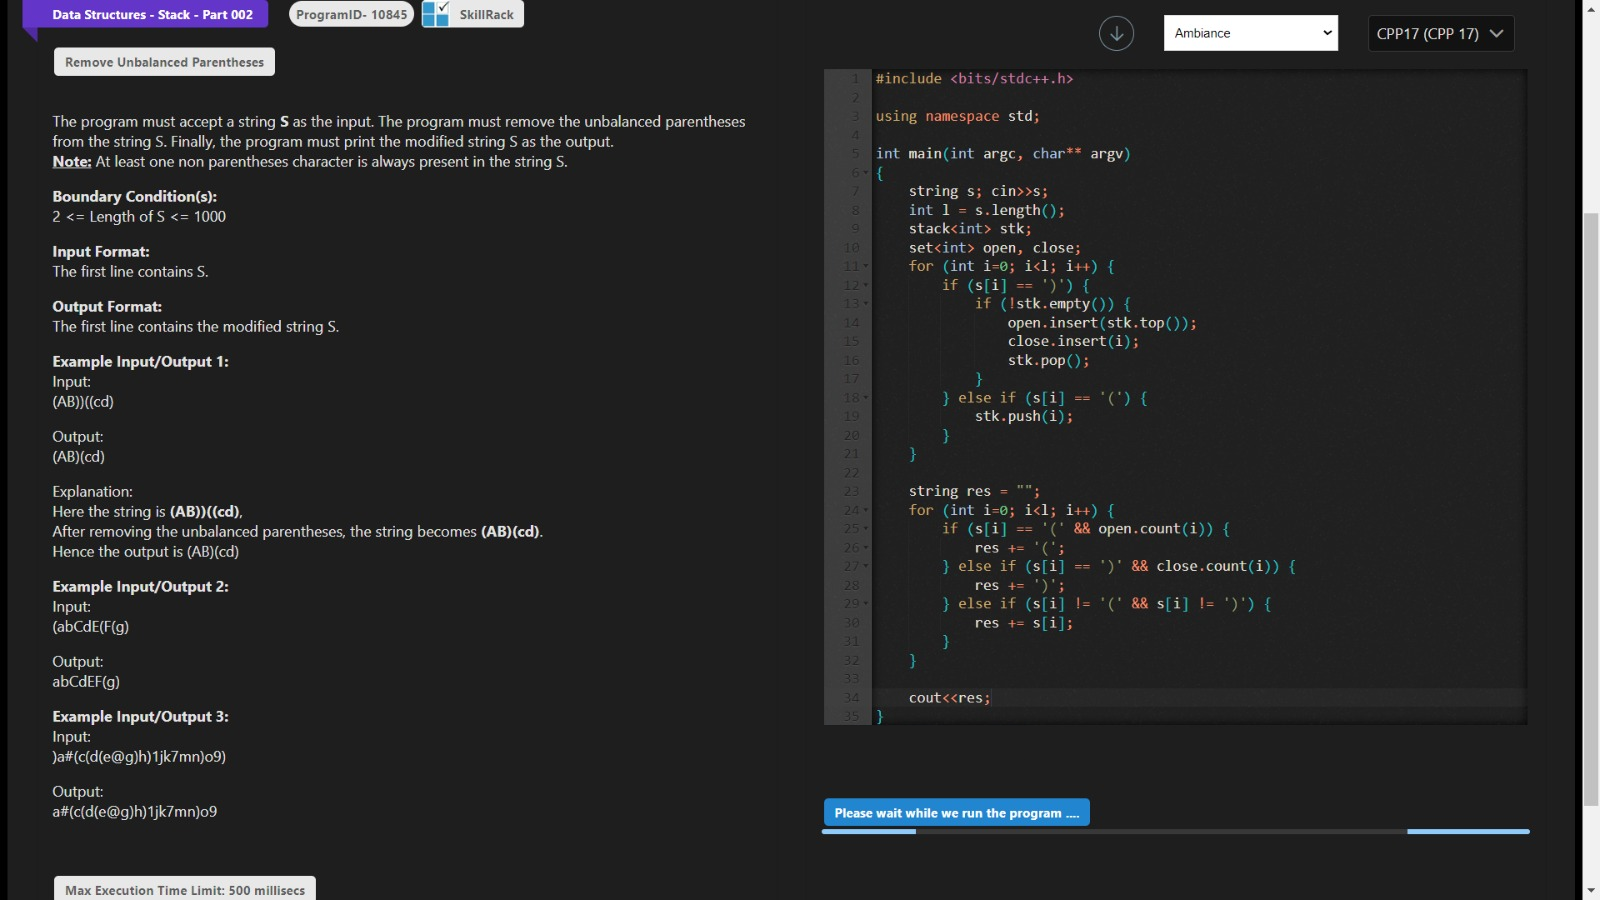 Data Structures - Stack - Part 002
ProgramID- 10845
SkillRack
Remove Unbalanced Parentheses
The program must accept a string S as the input. The program must remove the unbalanced parentheses
from the string S. Finally, the program must print the modified string S as the output.
Note: At least one non parentheses character is always present in the string S.
Boundary Condition(s):
2 <= Length of S <= 1000
Input Format:
The first line contains S.
Output Format:
The first line contains the modified string S.
Example Input/Output 1:
Input:
(AB))((cd)
Output:
(AB)(cd)
Explanation:
Here the string is (AB))((cd),
After removing the unbalanced parentheses, the string becomes (AB)(cd).
Hence the output is (AB)(cd)
Example Input/Output 2:
Input:
(abCdE(F(g)
Output:
abCdEF(g)
Example Input/Output 3:
Input:
)a#(c(d(e@g)h)1jk7mn)o9)
Output:
a#(c(d(e@g)h)1jk7mn)o9
Max Execution Time Limit: 500 millisecs
Ambiance
CPP17 (CPP 17)
1 #include <bits/stdc++.h>
2
3 using namespace std;
4
5 int main(int argc, char** argv)
6 {
7     string s; cin>>s;
8     int l = s.length();
9     stack<int> stk;
10     set<int> open, close;
11     for (int i=0; i<l; i++) {
12         if (s[i] == ')') {
13             if (!stk.empty()) {
14                 open.insert(stk.top());
15                 close.insert(i);
16                 stk.pop();
17             }
18         } else if (s[i] == '(') {
19             stk.push(i);
20         }
21     }
22
23     string res = "";
24     for (int i=0; i<l; i++) {
25         if (s[i] == '(' && open.count(i)) {
26             res += '(';
27         } else if (s[i] == ')' && close.count(i)) {
28             res += ')';
29         } else if (s[i] != '(' && s[i] != ')') {
30             res += s[i];
31         }
32     }
33
34     cout<<res;
35 }
Please wait while we run the program ....